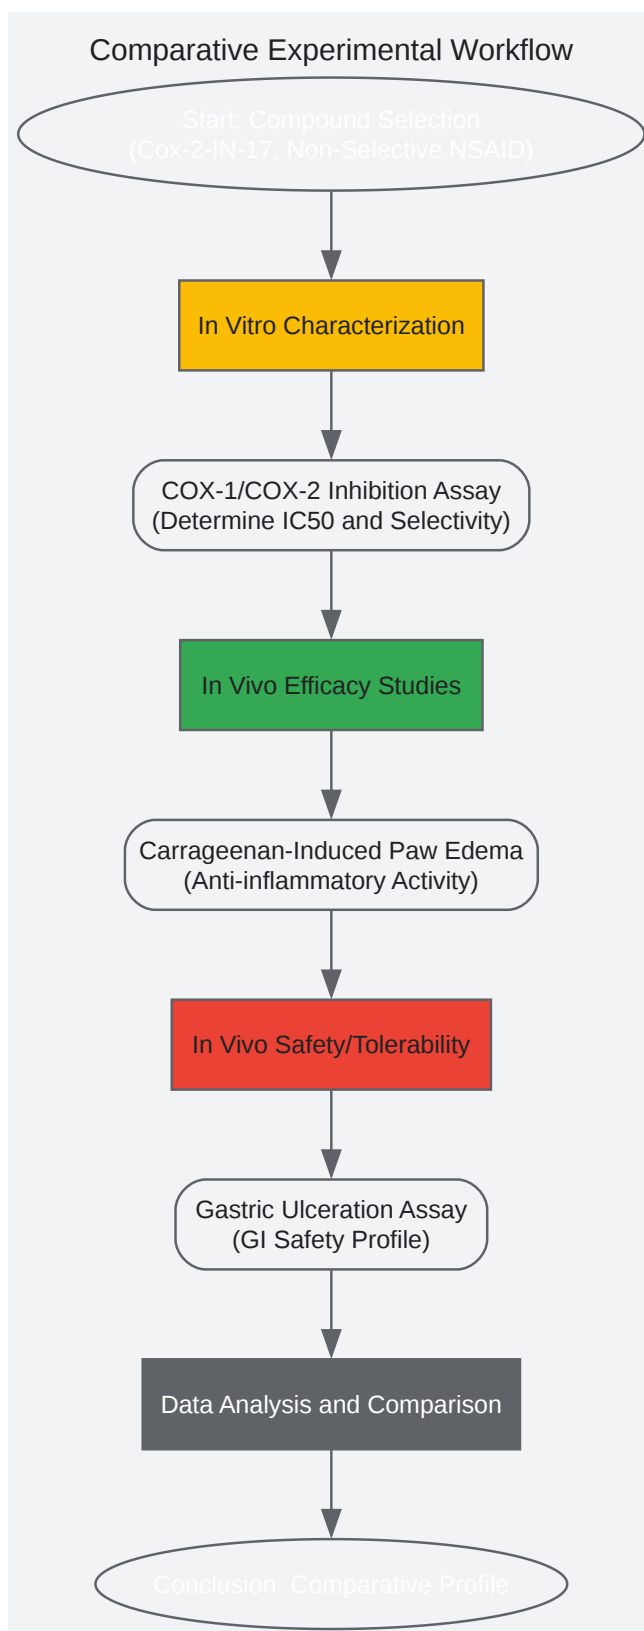 Comparative Experimental Workflow
Start: Compound Selection
(Cox-2-IN-17, Non-Selective NSAID)
In Vitro Characterization
COX-1/COX-2 Inhibition Assay
(Determine IC50 and Selectivity)
In Vivo Efficacy Studies
Carrageenan-Induced Paw Edema
(Anti-inflammatory Activity)
In Vivo Safety/Tolerability
Gastric Ulceration Assay
(GI Safety Profile)
Data Analysis and Comparison
Conclusion: Comparative Profile